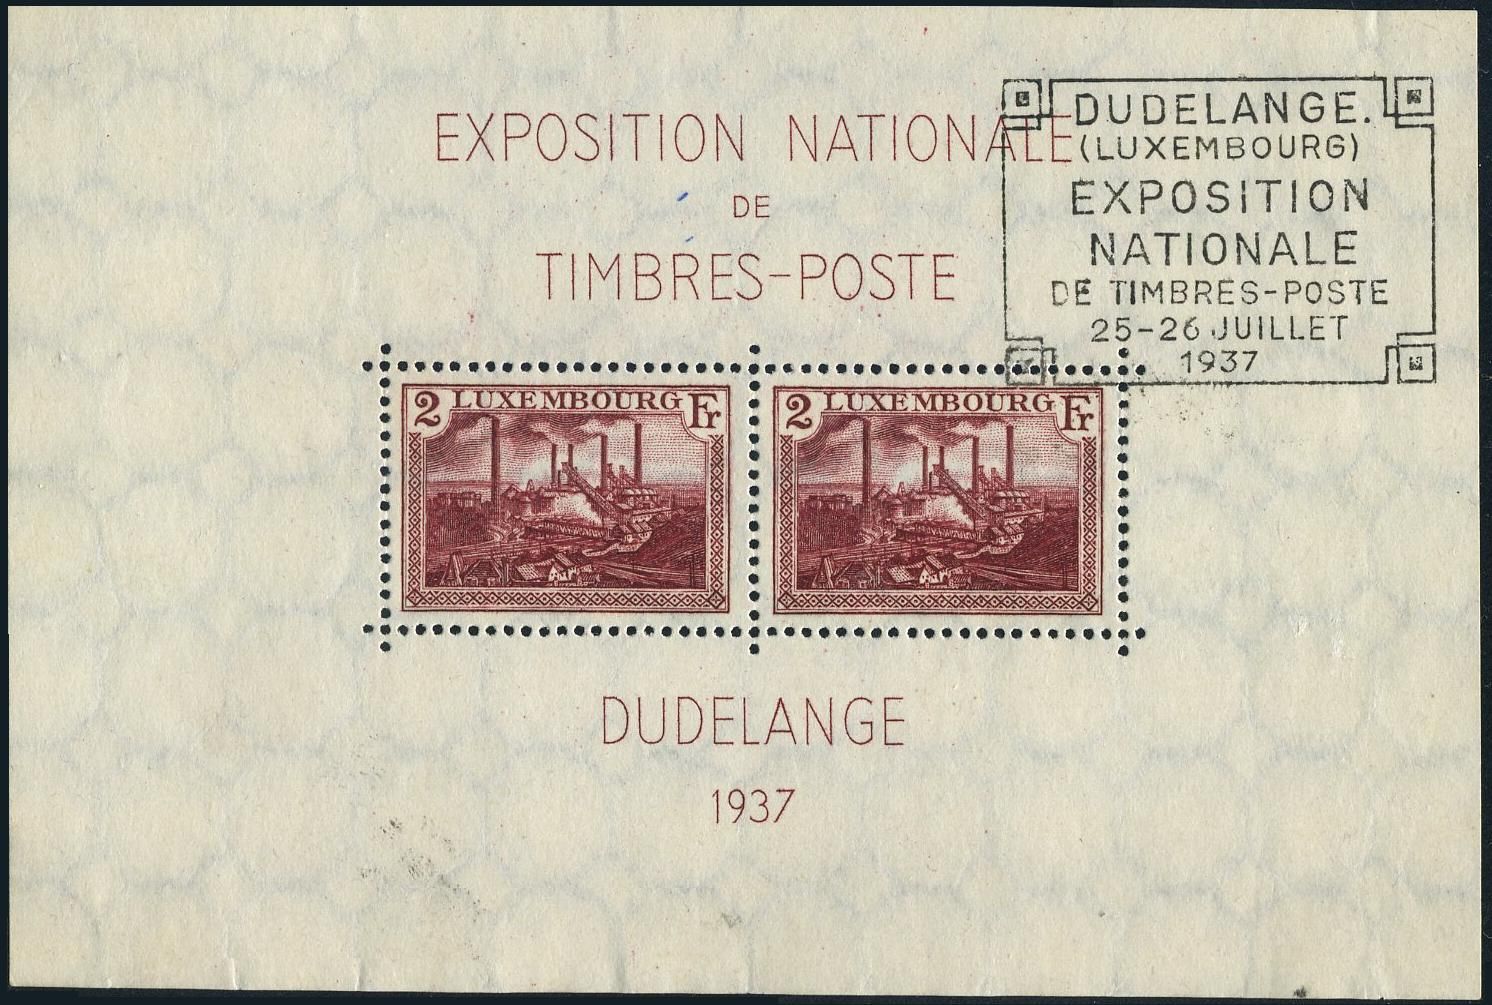 EXPOSITION NATIONALE
DE
TIMBRES-POSTE
DUDELANGE.
(LUXEMBOURG)
EXPOSITION
NATIONALE
DE TIMBRES-POSTE
25-26 JUILLET
1937
2 LUXEMBOURG Fr
2 LUXEMBOURG Fr
DUDELANGE
1937